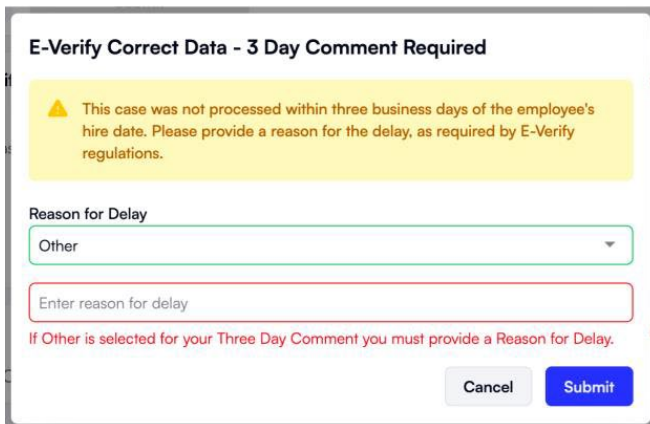 E-Verify Correct Data - 3 Day Comment Required
This case was not processed within three business days of the employee's
hire date. Please provide a reason for the delay, as required by E-Verify
regulations.
Reason for Delay
Other
Enter reason for delay
If Other is selected for your Three Day Comment you must provide a Reason for Delay.
Cancel
Submit